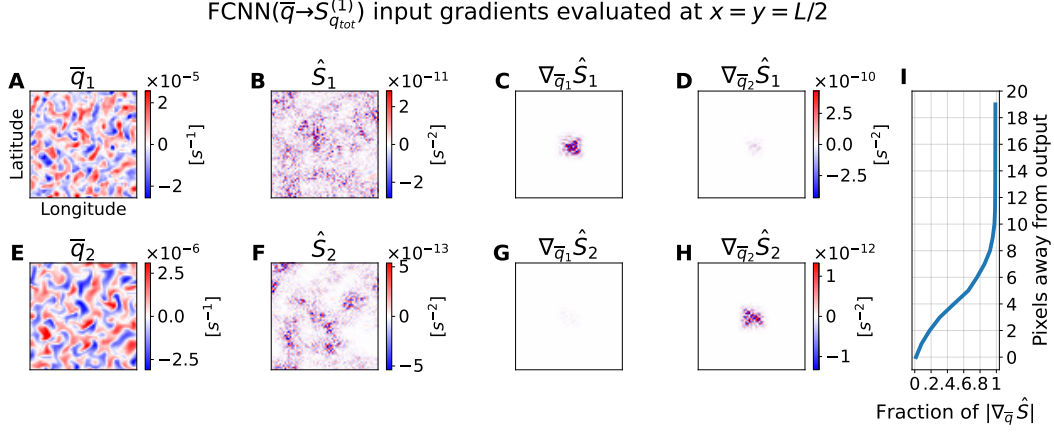 FCNN(q̅→S^{(1)}_{q_{tot}}) input gradients evaluated at x = y = L/2
A q̅₁ ×10⁻⁵
B Ŝ₁ ×10⁻¹¹
C ∇_{q̅₁}Ŝ₁
D ∇_{q̅₂}Ŝ₁ ×10⁻¹⁰
I
Latitude
Longitude
2
0
−2
[s⁻¹]
2
0
−2
[s⁻²]
2.5
0.0
−2.5
[s⁻²]
E q̅₂ ×10⁻⁶
F Ŝ₂ ×10⁻¹³
G ∇_{q̅₁}Ŝ₂
H ∇_{q̅₂}Ŝ₂ ×10⁻¹²
2.5
0.0
−2.5
[s⁻¹]
5
0
−5
[s⁻²]
1
0
−1
[s⁻²]
20
18
16
14
12
10
8
6
4
2
0
Pixels away from output
0 .2 .4 .6 .8 1
Fraction of |∇_{q̅} Ŝ|